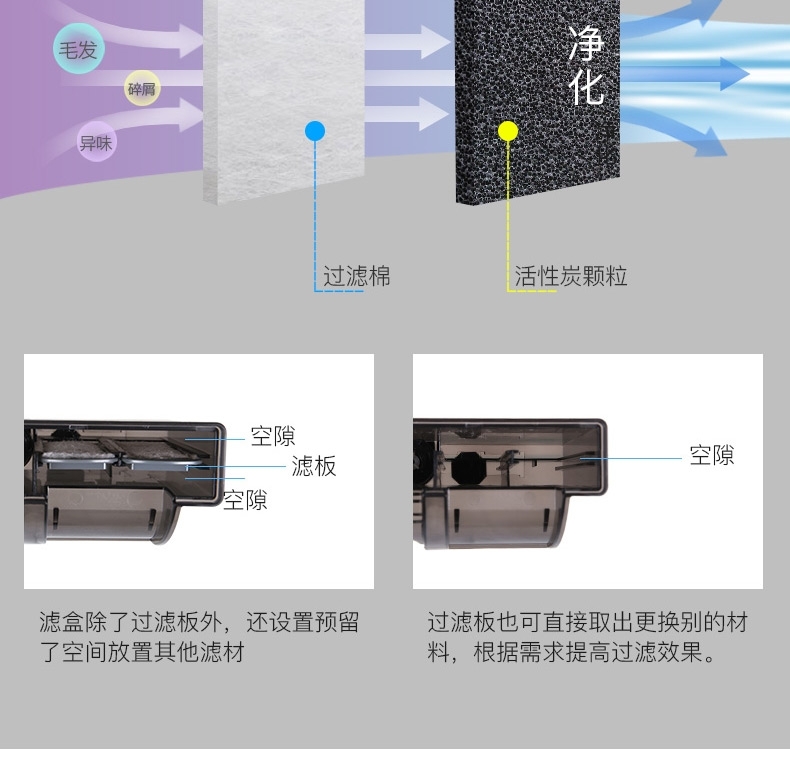 毛发
碎屑
异味
净
化
过滤棉
活性炭颗粒
空隙
滤板
空隙
空隙
滤盒除了过滤板外，还设置预留
了空间放置其他滤材
过滤板也可直接取出更换别的材
料，根据需求提高过滤效果。